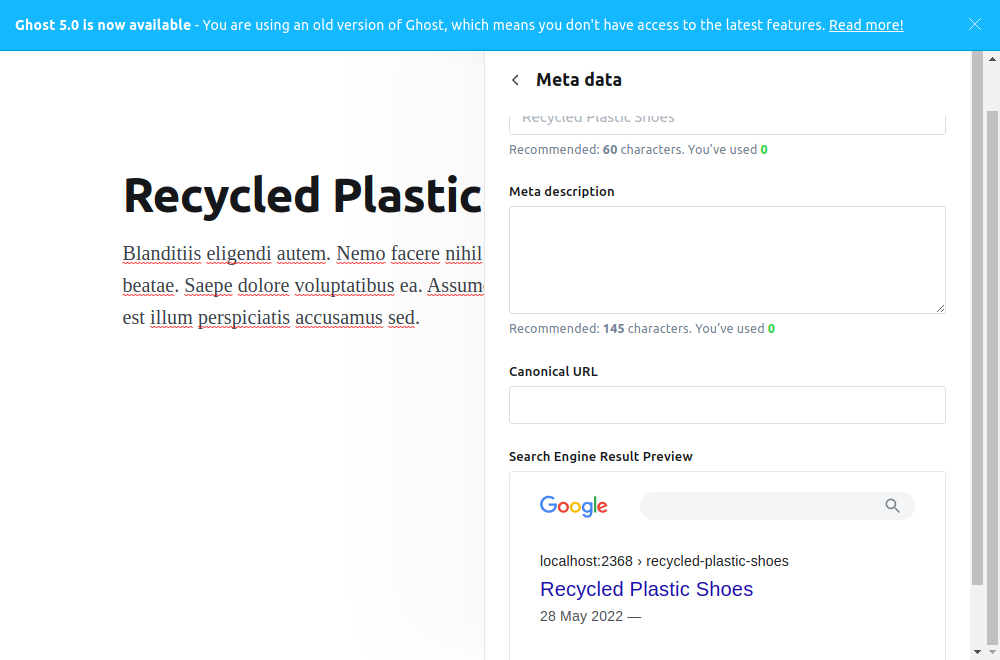 Ghost 5.0 is now available - You are using an old version of Ghost, which means you don't have access to the latest features. Read more!
Meta data
Recycled Plastic Shoes
Recommended: 60 characters. You've used 0
Recycled Plastic
Meta description
Blanditiis eligendi autem. Nemo facere nihil
beatae. Saepe dolore voluptatibus ea. Assum
est illum perspiciatis accusamus sed.
Recommended: 145 characters. You've used 0
Canonical URL
Search Engine Result Preview
Google
localhost:2368 › recycled-plastic-shoes
Recycled Plastic Shoes
28 May 2022 —